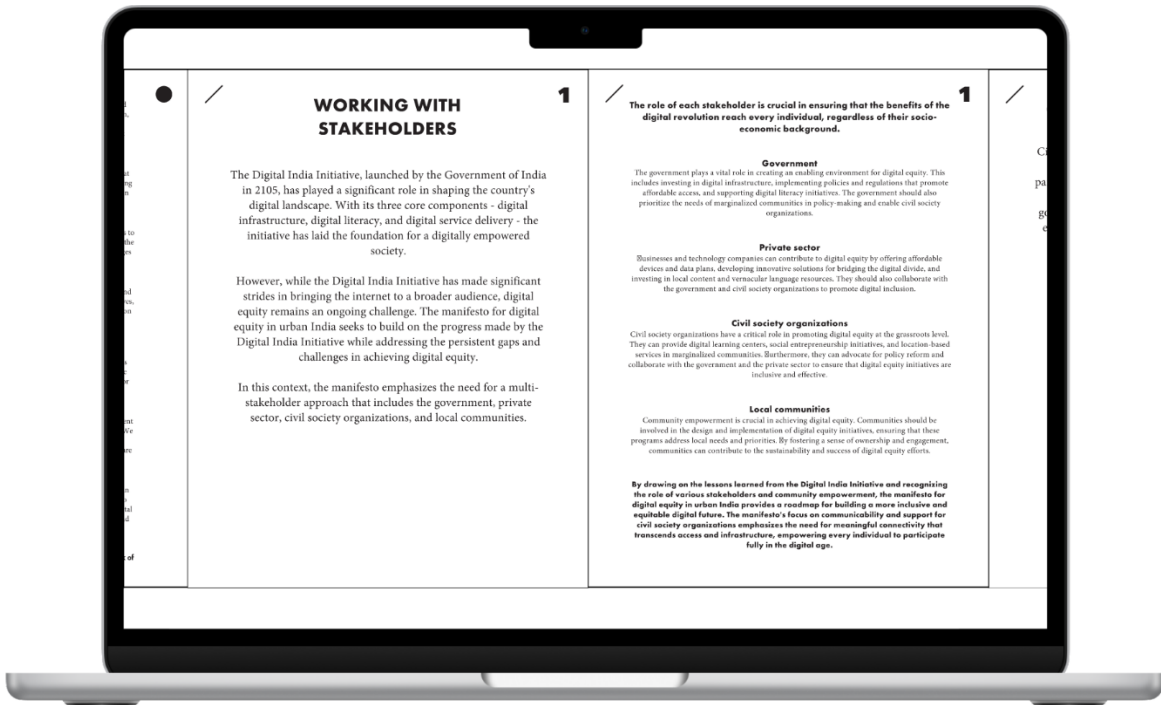 WORKING WITH
STAKEHOLDERS
1
The Digital India Initiative, launched by the Government of India
in 2105, has played a significant role in shaping the country's
digital landscape. With its three core components - digital
infrastructure, digital literacy, and digital service delivery - the
initiative has laid the foundation for a digitally empowered
society.
However, while the Digital India Initiative has made significant
strides in bringing the internet to a broader audience, digital
equity remains an ongoing challenge. The manifesto for digital
equity in urban India seeks to build on the progress made by the
Digital India Initiative while addressing the persistent gaps and
challenges in achieving digital equity.
In this context, the manifesto emphasizes the need for a multi-
stakeholder approach that includes the government, private
sector, civil society organizations, and local communities.
1
The role of each stakeholder is crucial in ensuring that the benefits of the
digital revolution reach every individual, regardless of their socio-
economic background.
Government
The government plays a vital role in creating an enabling environment for digital equity. This
includes investing in digital infrastructure, implementing policies and regulations that promote
affordable access, and supporting digital literacy initiatives. The government should also
prioritize the needs of marginalized communities in policy-making and enable civil society
organizations.
Private sector
Businesses and technology companies can contribute to digital equity by offering affordable
devices and data plans, developing innovative solutions for bridging the digital divide, and
investing in local content and vernacular language resources. They should also collaborate with
the government and civil society organizations to promote digital inclusion.
Civil society organizations
Civil society organizations have a critical role in promoting digital equity at the grassroots level.
They can provide digital learning centers, social entrepreneurship initiatives, and location-based
services in marginalized communities. Furthermore, they can advocate for policy reform and
collaborate with the government and the private sector to ensure that digital equity initiatives are
inclusive and effective.
Local communities
Community empowerment is crucial in achieving digital equity. Communities should be
involved in the design and implementation of digital equity initiatives, ensuring that these
programs address local needs and priorities. By fostering a sense of ownership and engagement,
communities can contribute to the sustainability and success of digital equity efforts.
By drawing on the lessons learned from the Digital India Initiative and recognizing
the role of various stakeholders and community empowerment, the manifesto for
digital equity in urban India provides a roadmap for building a more inclusive and
equitable digital future. The manifesto's focus on communicability and support for
civil society organizations emphasizes the need for meaningful connectivity that
transcends access and infrastructure, empowering every individual to participate
fully in the digital age.